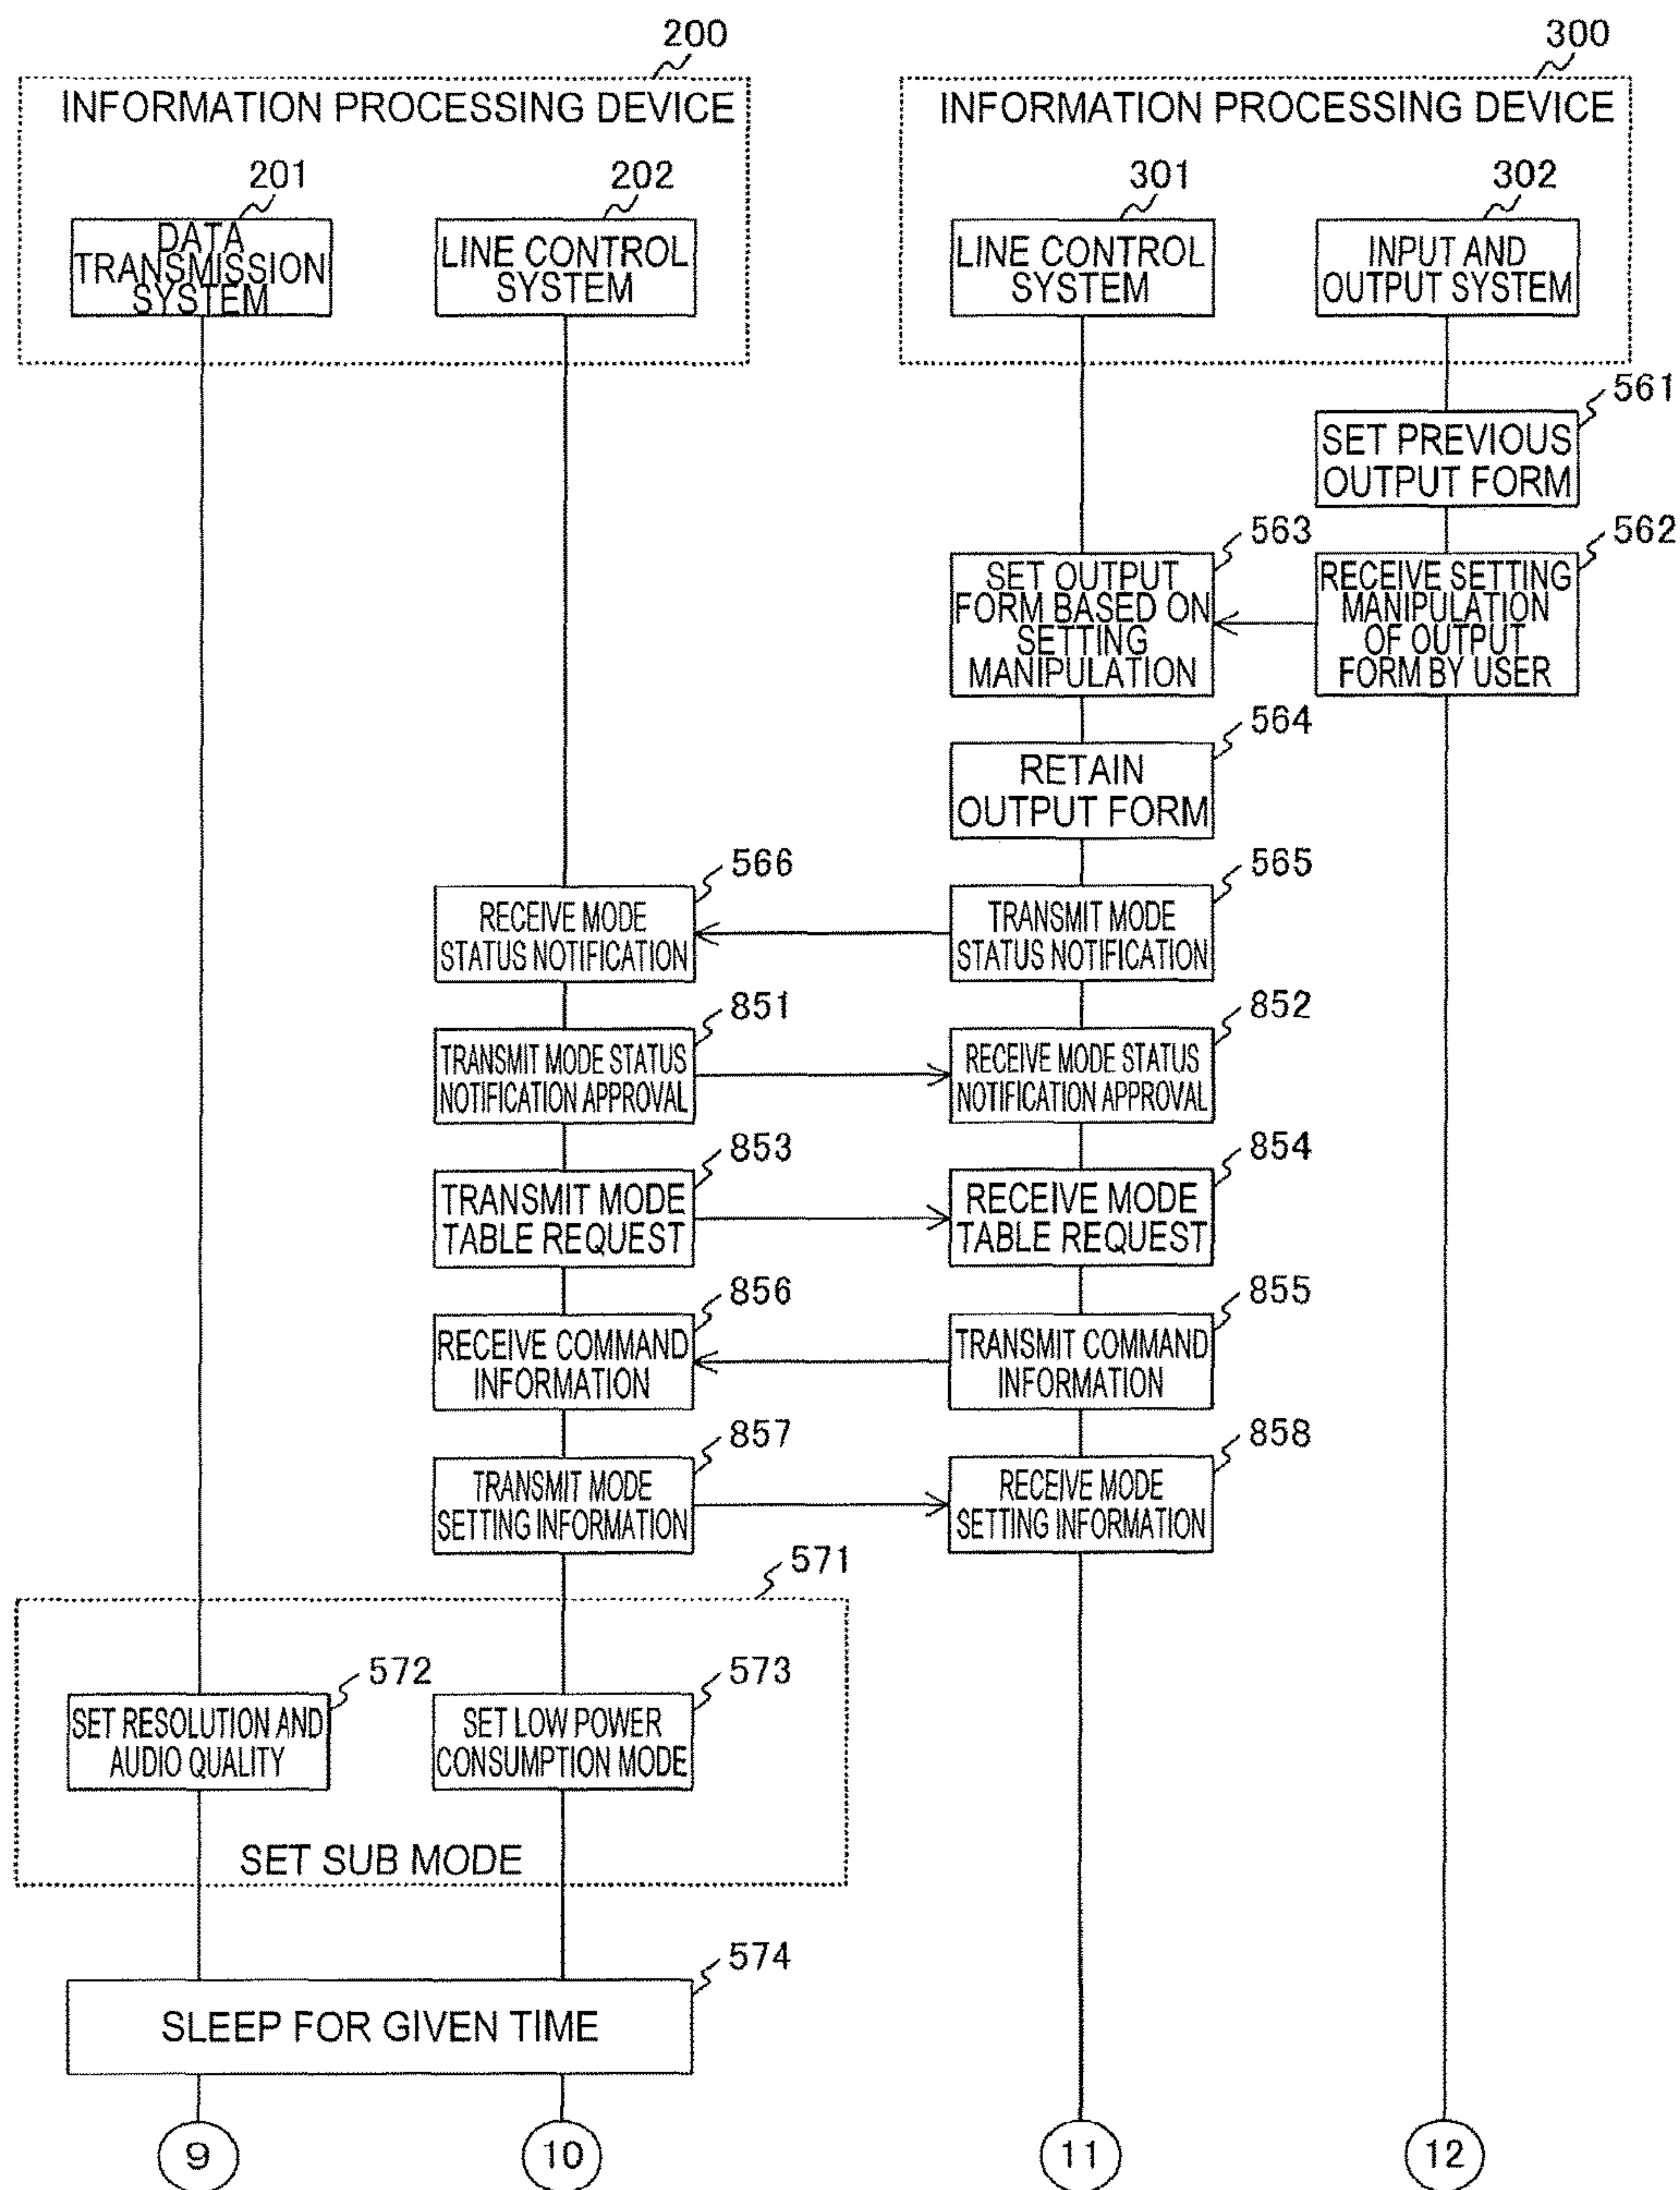 200
300
INFORMATION PROCESSING DEVICE
INFORMATION PROCESSING DEVICE
201
202
301
302
DATA
TRANSMISSION
SYSTEM
LINE CONTROL
SYSTEM
LINE CONTROL
SYSTEM
INPUT AND
OUTPUT SYSTEM
561
SET PREVIOUS
OUTPUT FORM
563
562
SET OUTPUT
FORM BASED ON
SETTING
MANIPULATION
RECEIVE SETTING
MANIPULATION
OF OUTPUT
FORM BY USER
564
RETAIN
OUTPUT FORM
566
565
RECEIVE MODE
STATUS NOTIFICATION
TRANSMIT MODE
STATUS NOTIFICATION
851
852
TRANSMIT MODE STATUS
NOTIFICATION APPROVAL
RECEIVE MODE STATUS
NOTIFICATION APPROVAL
853
854
TRANSMIT MODE
TABLE REQUEST
RECEIVE MODE
TABLE REQUEST
856
855
RECEIVE COMMAND
INFORMATION
TRANSMIT COMMAND
INFORMATION
857
858
TRANSMIT MODE
SETTING INFORMATION
RECEIVE MODE
SETTING INFORMATION
571
572
573
SET RESOLUTION AND
AUDIO QUALITY
SET LOW POWER
CONSUMPTION MODE
SET SUB MODE
574
SLEEP FOR GIVEN TIME
9
10
11
12